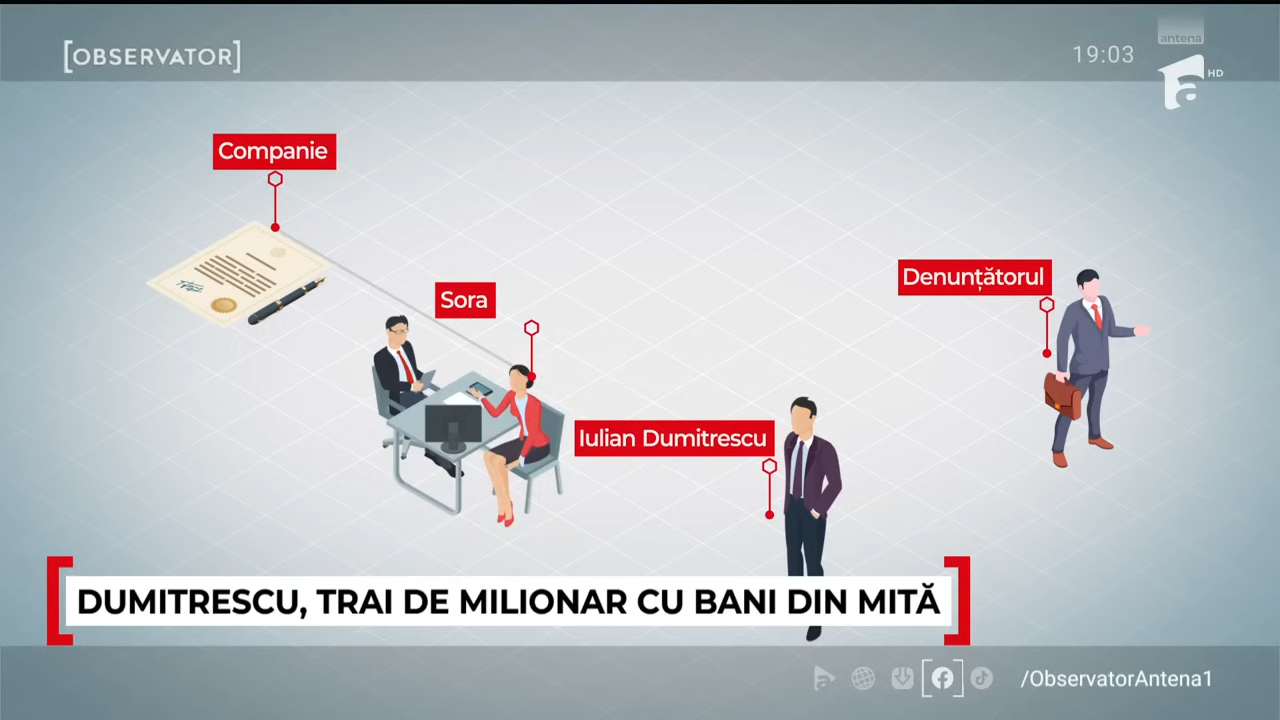 [OBSERVATOR]
19:03
antena
HD
Companie
Sora
Denunțătorul
Iulian Dumitrescu
DUMITRESCU, TRAI DE MILIONAR CU BANI DIN MITĂ
/ObservatorAntena1